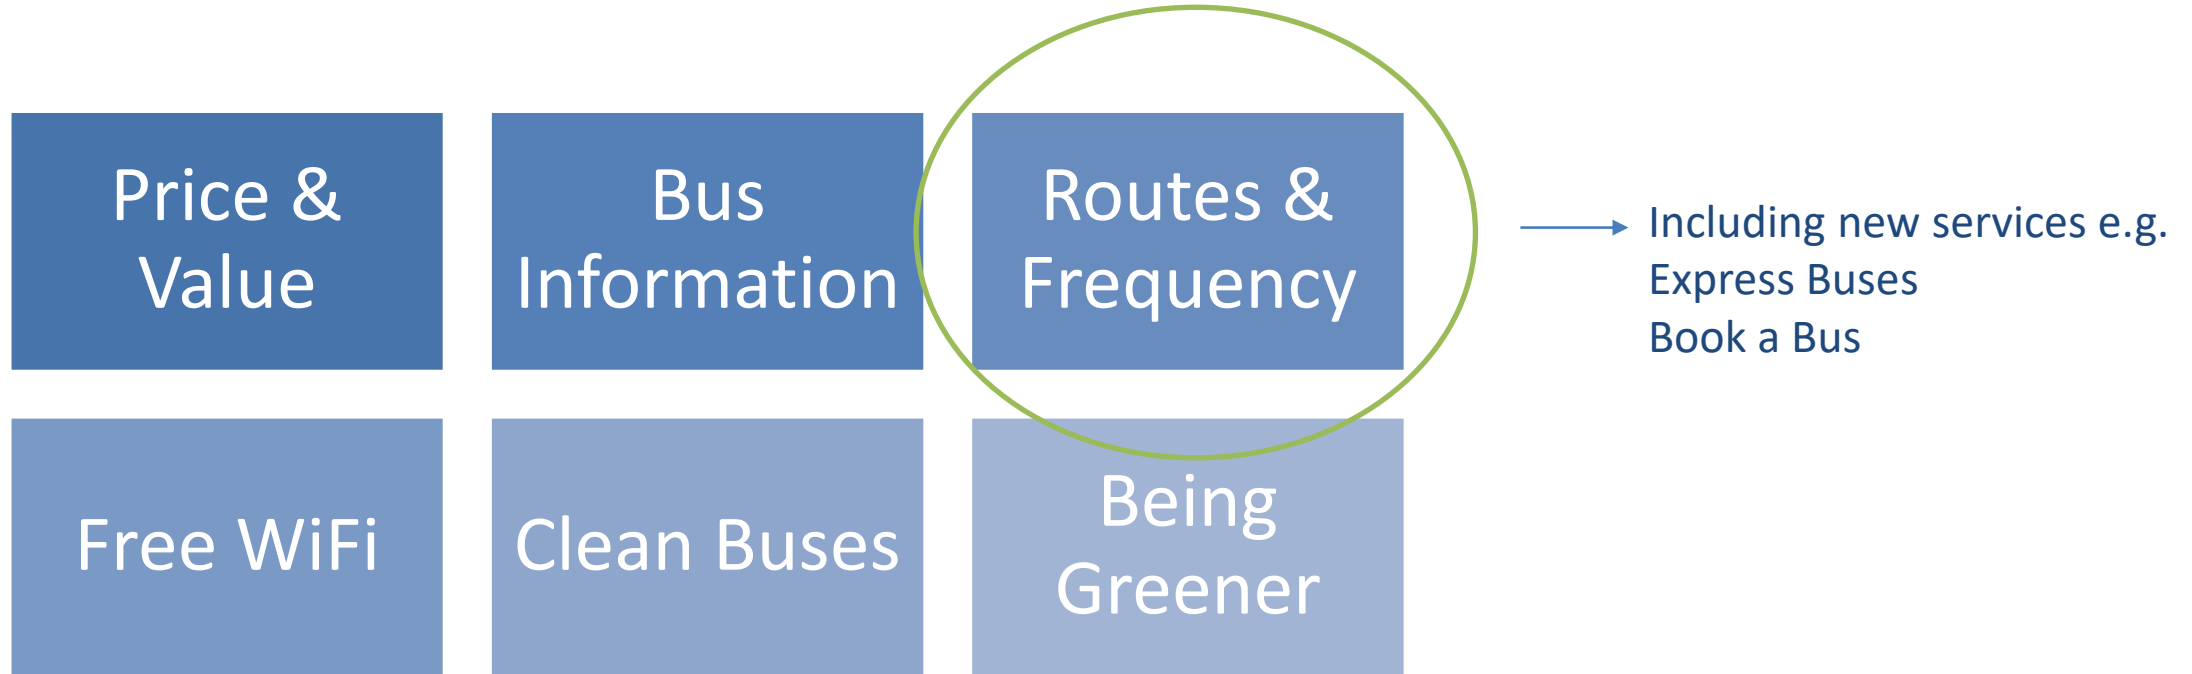 Price &
Value
Bus
Information
Routes &
Frequency
Including new services e.g.
Express Buses
Book a Bus
Free WiFi
Clean Buses
Being
Greener